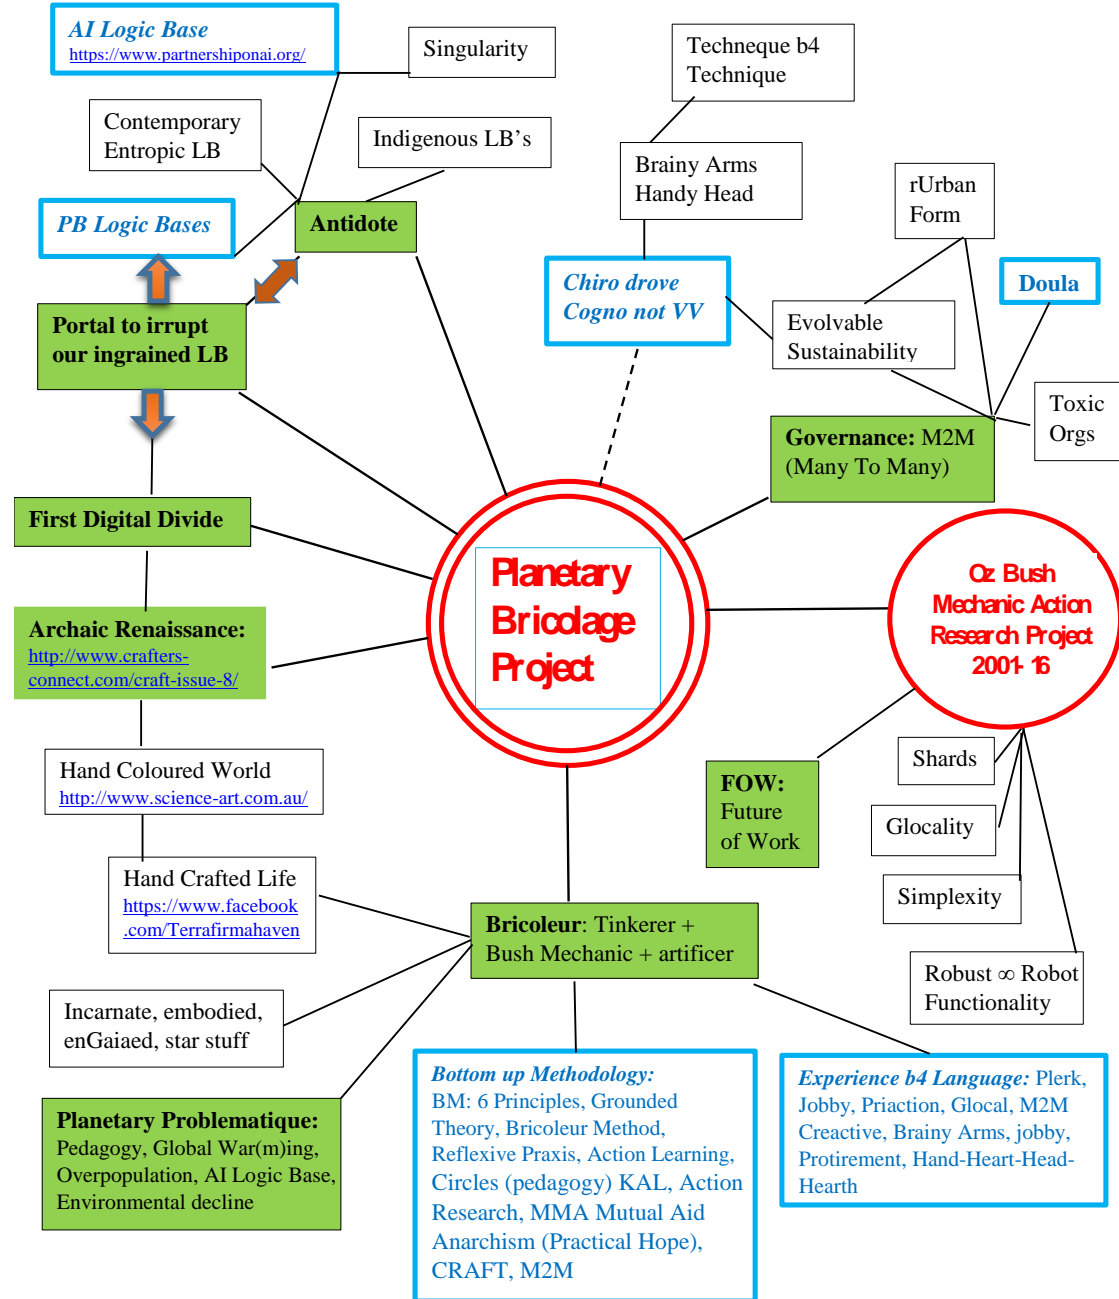 AI Logic Base
https://www.partnershiponai.org/
Singularity
Techneque b4
Technique
Contemporary
Entropic LB
Indigenous LB's
Brainy Arms
Handy Head
rUrban
Form
PB Logic Bases
Antidote
Chiro drove
Cogno not VV
Doula
Portal to irrupt
our ingrained LB
Evolvable
Sustainability
Toxic
Orgs
Governance: M2M
(Many To Many)
First Digital Divide
Planetary
Bricolage
Project
Oz Bush
Mechanic Action
Research Project
2001- 16
Archaic Renaissance:
http://www.crafters-
connect.com/craft-issue-8/
Hand Coloured World
http://www.science-art.com.au/
Shards
FOW:
Future
of Work
Glocality
Hand Crafted Life
https://www.facebook
.com/Terrafirmahaven
Simplexity
Bricoleur: Tinkerer +
Bush Mechanic + artificer
Robust ∞ Robot
Functionality
Incarnate, embodied,
enGaiaed, star stuff
Planetary Problematique:
Pedagogy, Global War(m)ing,
Overpopulation, AI Logic Base,
Environmental decline
Bottom up Methodology:
BM: 6 Principles, Grounded
Theory, Bricoleur Method,
Reflexive Praxis, Action Learning,
Circles (pedagogy) KAL, Action
Research, MMA Mutual Aid
Anarchism (Practical Hope),
CRAFT, M2M
Experience b4 Language: Plerk,
Jobby, Priaction, Glocal, M2M
Creactive, Brainy Arms, jobby,
Protirement, Hand-Heart-Head-
Hearth